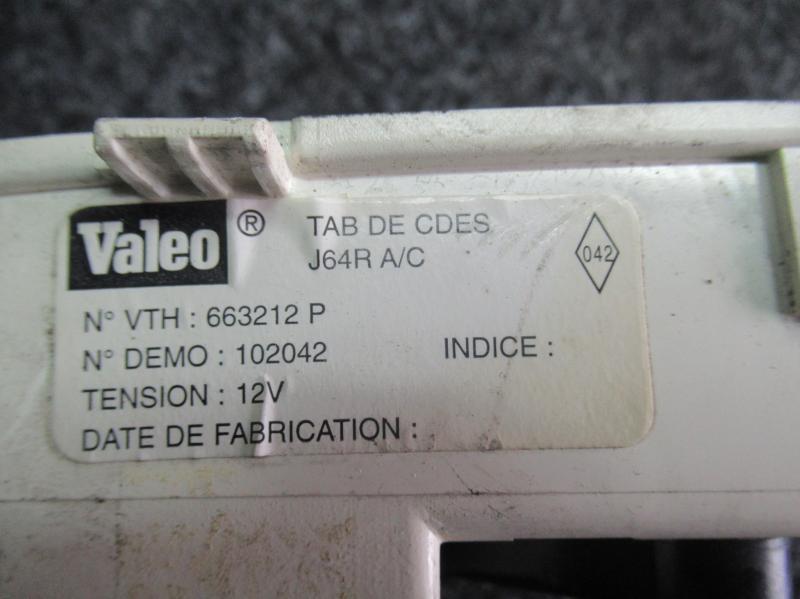 Valeo ® TAB DE CDES
J64R A/C
042
N° VTH : 663212 P
N° DEMO : 102042 INDICE :
TENSION : 12V
DATE DE FABRICATION :